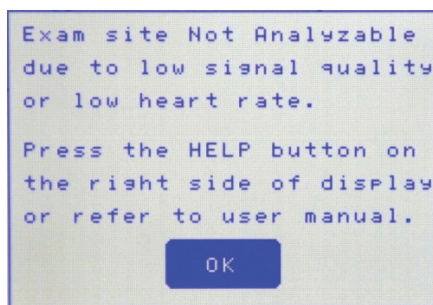 Exam site Not Analyzable
due to low signal quality
or low heart rate.
Press the HELP button on
the right side of display
or refer to user manual.
OK